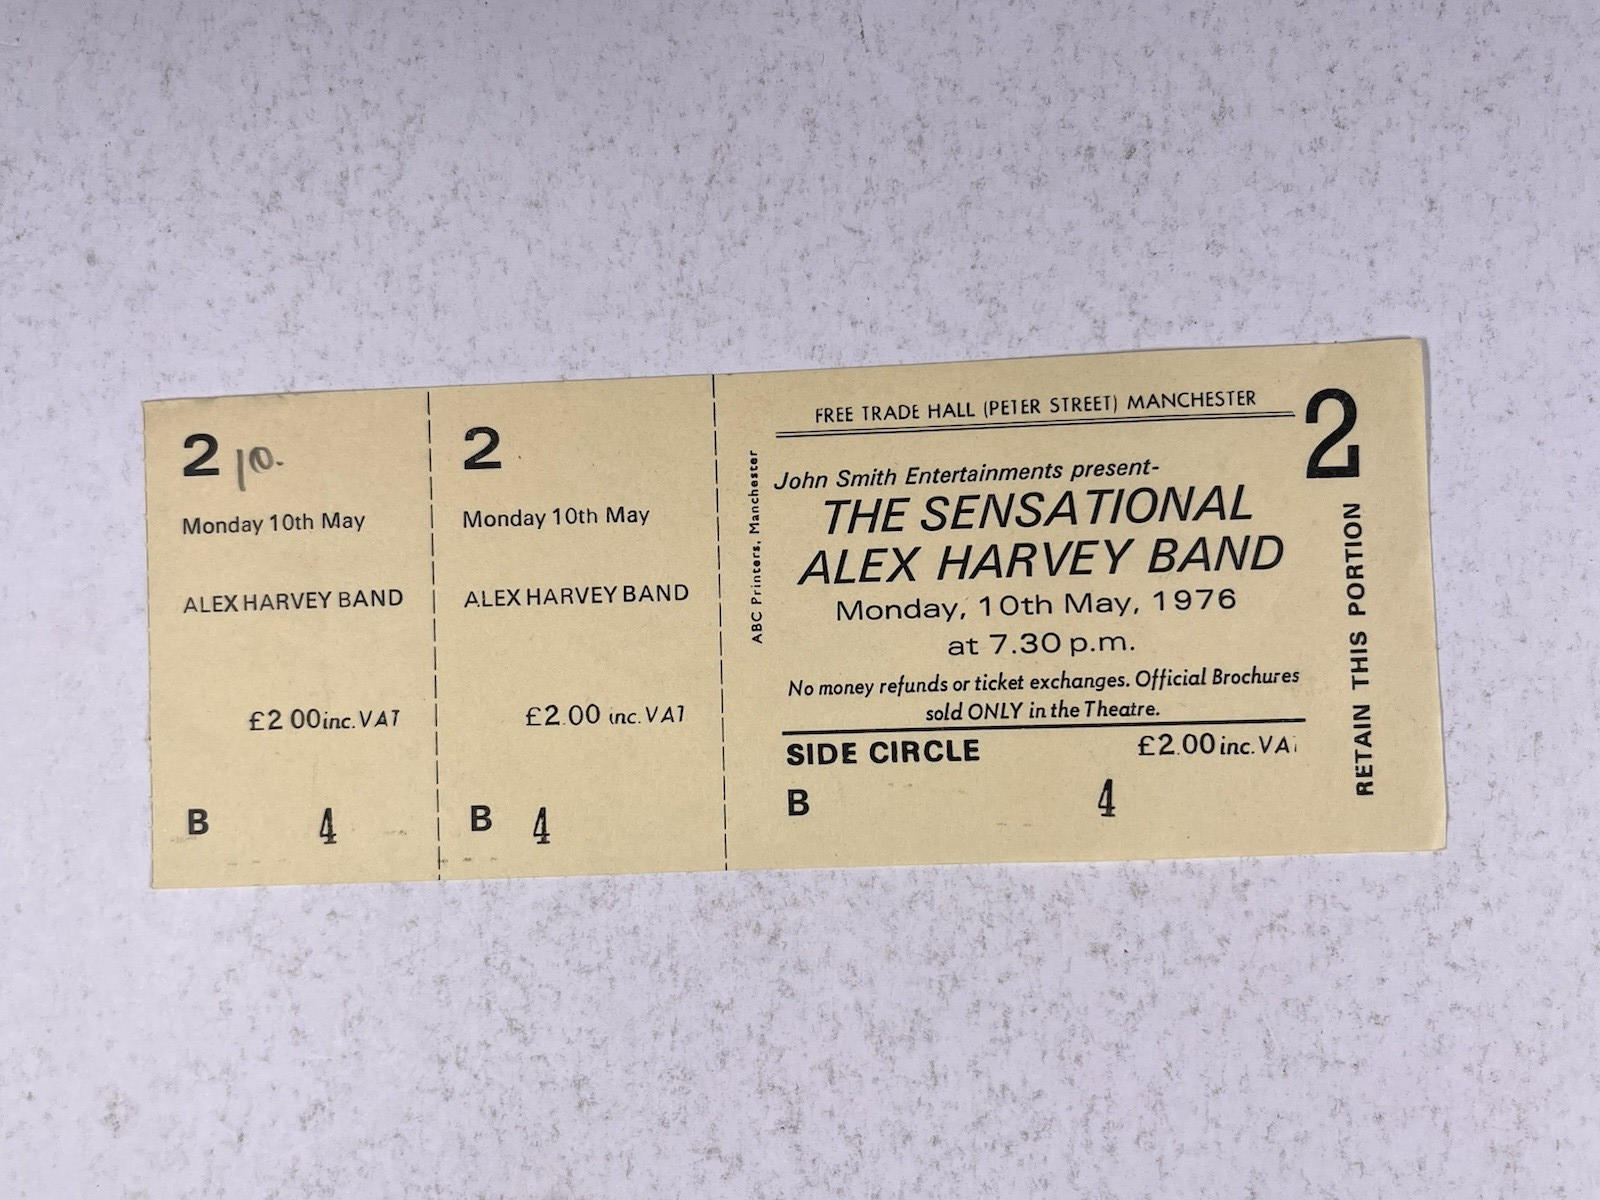 2 10.
Monday 10th May
ALEX HARVEY BAND
£2 00 inc. VAT
B 4
2
Monday 10th May
ALEX HARVEY BAND
£2.00 inc. VAT
B 4
ABC Printers, Manchester
FREE TRADE HALL (PETER STREET) MANCHESTER
2
John Smith Entertainments present-
THE SENSATIONAL
ALEX HARVEY BAND
Monday, 10th May, 1976
at 7.30 p.m.
No money refunds or ticket exchanges. Official Brochures
sold ONLY in the Theatre.
SIDE CIRCLE £2.00 inc. VAT
B 4
RETAIN THIS PORTION